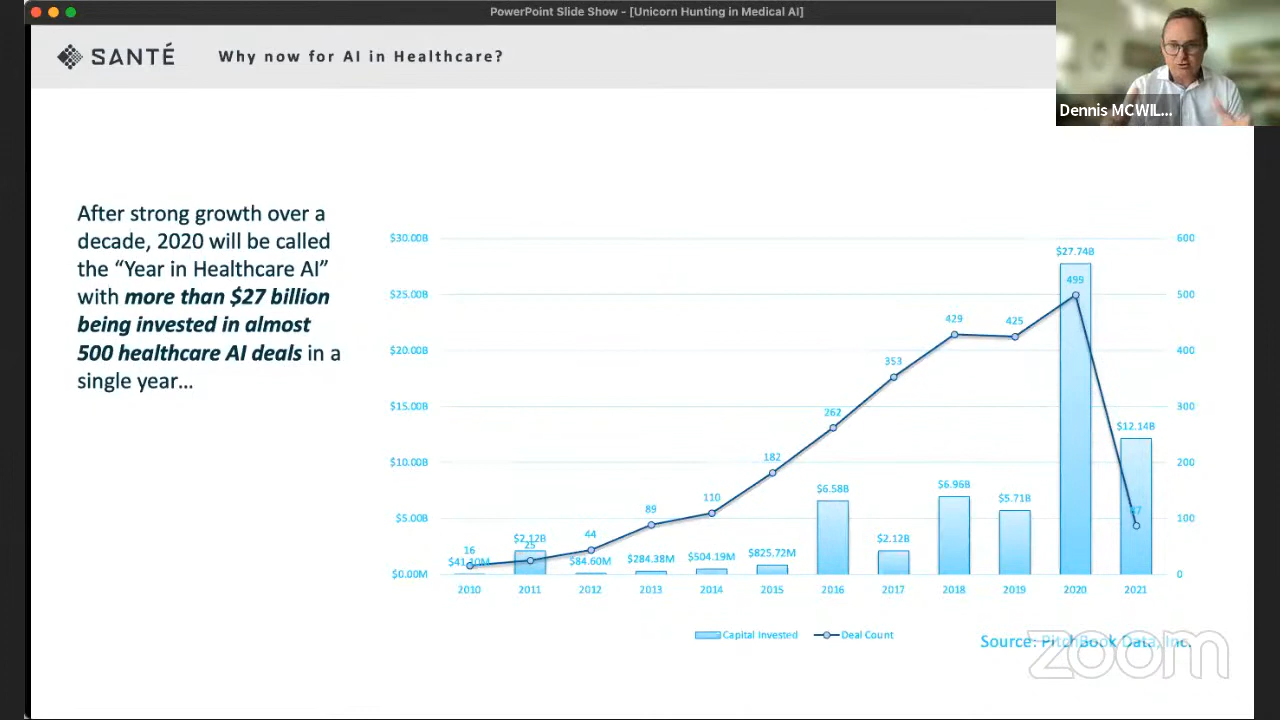 PowerPoint Slide Show - [Unicorn Hunting in Medical AI]
SANTÉ
Why now for AI in Healthcare?
Dennis MCWIL...
After strong growth over a
decade, 2020 will be called
the “Year in Healthcare AI”
with more than $27 billion
being invested in almost
500 healthcare AI deals in a
single year...
$30.00B
$25.00B
$20.00B
$15.00B
$10.00B
$5.00B
$0.00M
600
500
400
300
200
100
0
16
25
44
89
110
182
262
353
429
425
499
$41.10M
$2.12B
$84.60M
$284.38M
$504.19M
$825.72M
$6.58B
$2.12B
$6.96B
$5.71B
$27.74B
$12.14B
2010 2011 2012 2013 2014 2015 2016 2017 2018 2019 2020 2021
Capital Invested Deal Count
Source: PitchBook Data, Inc.
zoom